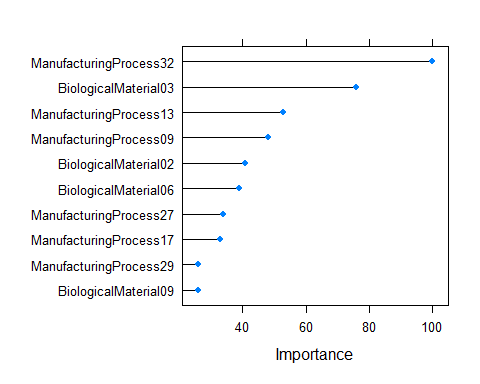 ManufacturingProcess32
BiologicalMaterial03
ManufacturingProcess13
ManufacturingProcess09
BiologicalMaterial02
BiologicalMaterial06
ManufacturingProcess27
ManufacturingProcess17
ManufacturingProcess29
BiologicalMaterial09
40 60 80 100
Importance